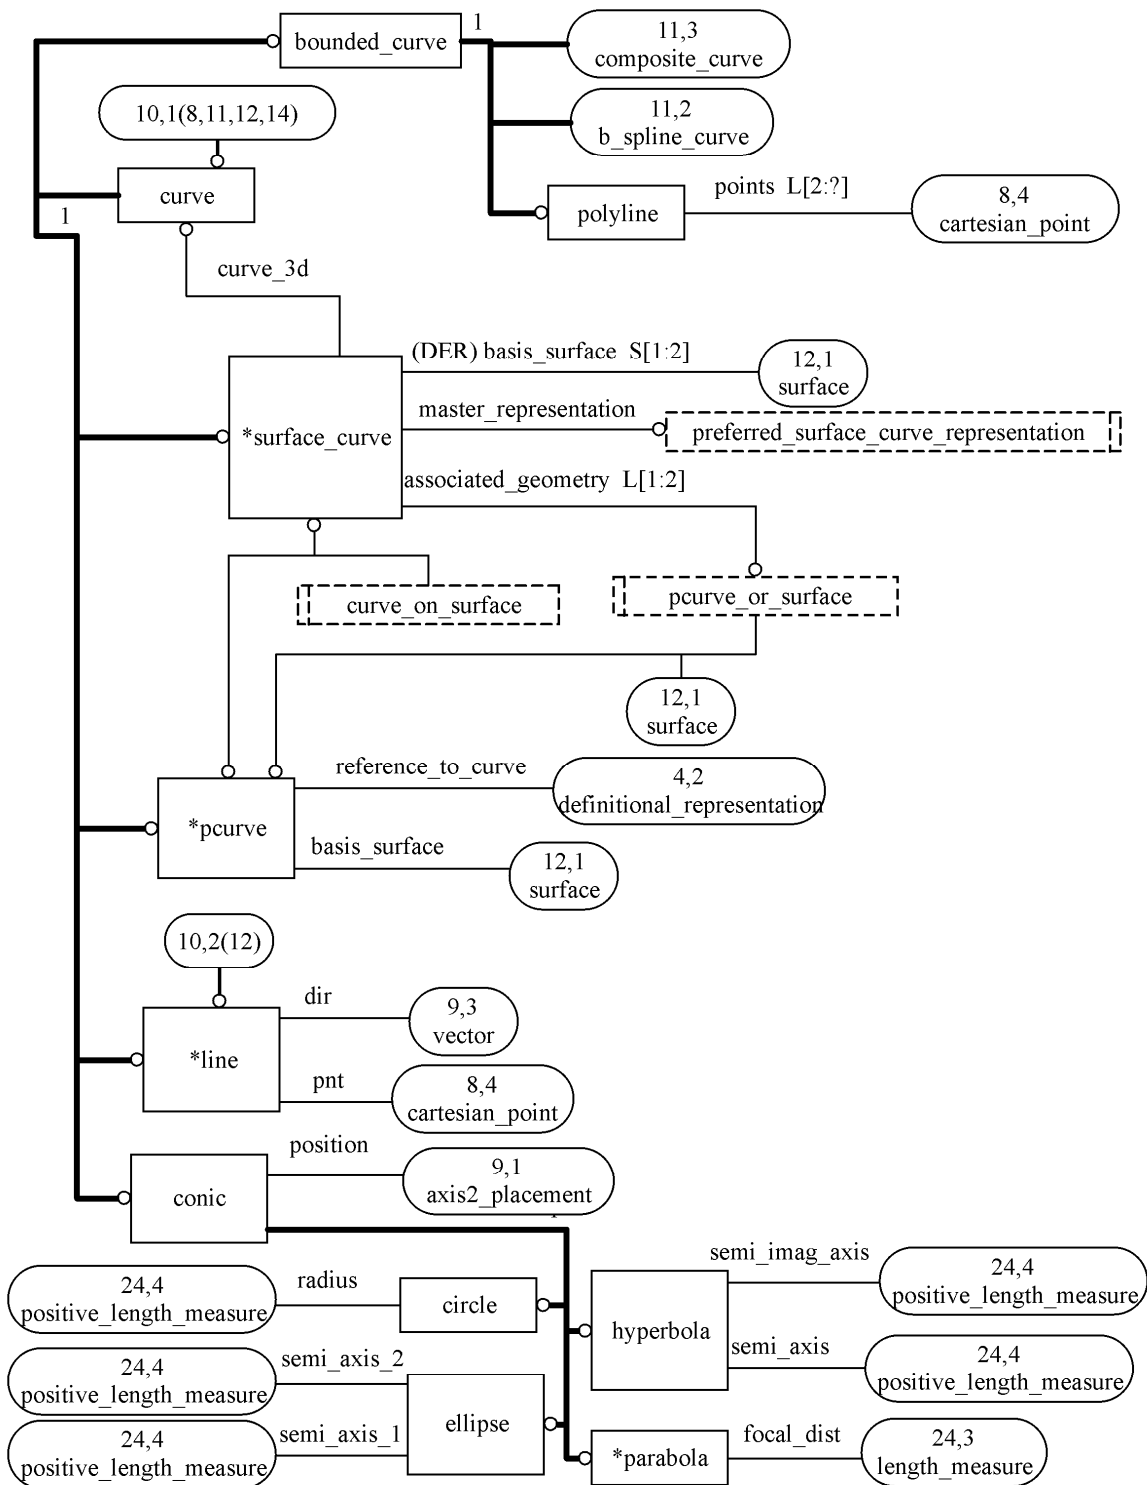 1
bounded_curve
11,3
composite_curve
10,1(8,11,12,14)
11,2
b_spline_curve
curve
points L[2:?]
polyline
8,4
cartesian_point
1
curve_3d
(DER) basis_surface S[1:2]
12,1
surface
master_representation
*surface_curve
preferred_surface_curve_representation
associated_geometry L[1:2]
curve_on_surface
pcurve_or_surface
12,1
surface
reference_to_curve
4,2
definitional_representation
*pcurve
basis_surface
12,1
surface
10,2(12)
dir
9,3
vector
*line
pnt
8,4
cartesian_point
position
9,1
axis2_placement
conic
semi_imag_axis
24,4
positive_length_measure
radius
24,4
positive_length_measure
circle
hyperbola
semi_axis
24,4
positive_length_measure
semi_axis_2
24,4
positive_length_measure
ellipse
semi_axis_1
24,4
positive_length_measure
*parabola
focal_dist
24,3
length_measure